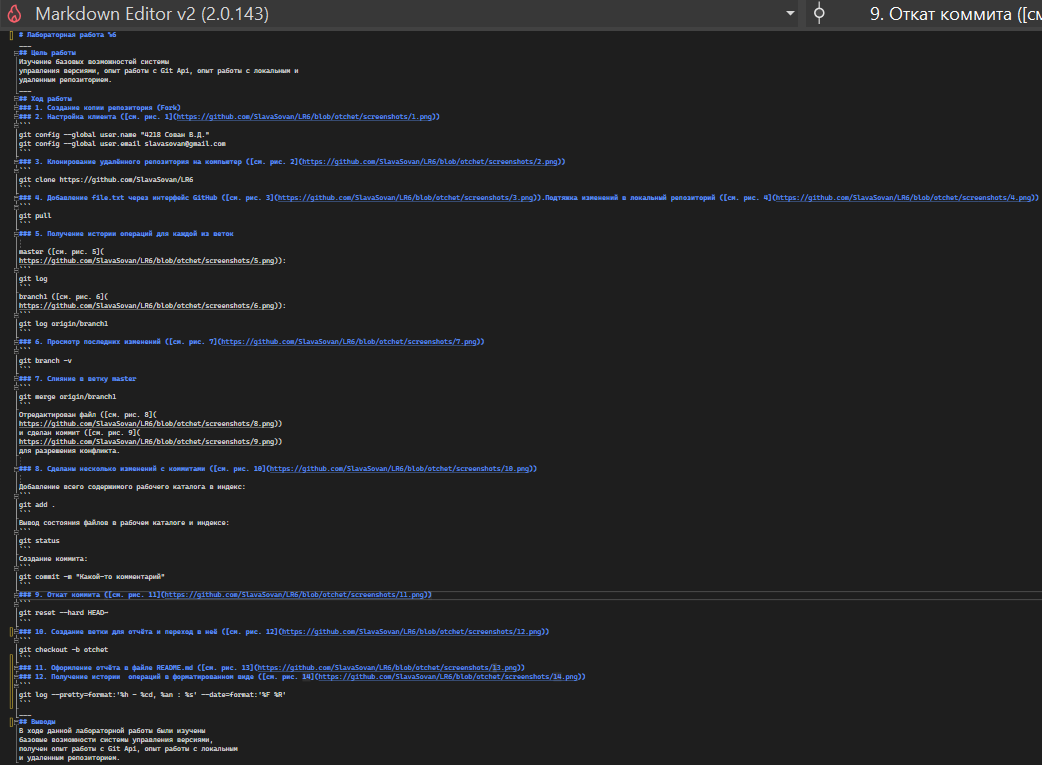 Markdown Editor v2 (2.0.143)
9. Откат коммита ([см
# Лабораторная работа №6
___
## Цель работы
Изучение базовых возможностей системы
управления версиями, опыт работы с Git Api, опыт работы с локальным и
удаленным репозиторием.
___
## Ход работы
### 1. Создание копии репозитория (Fork)
### 2. Настройка клиента ([см. рис. 1](https://github.com/SlavaSovan/LR6/blob/otchet/screenshots/1.png))
```
git config --global user.name "4218 Сован В.Д."
git config --global user.email slavasovan@gmail.com
```
### 3. Клонирование удалённого репозитория на компьютер ([см. рис. 2](https://github.com/SlavaSovan/LR6/blob/otchet/screenshots/2.png))
```
git clone https://github.com/SlavaSovan/LR6
```
### 4. Добавление file.txt через интерфейс GitHub ([см. рис. 3](https://github.com/SlavaSovan/LR6/blob/otchet/screenshots/3.png)).Подтяжка изменений в локальный репозиторий ([см. рис. 4](https://github.com/SlavaSovan/LR6/blob/otchet/screenshots/4.png))
```
git pull
```
### 5. Получение истории операций для каждой из веток
master ([см. рис. 5](
https://github.com/SlavaSovan/LR6/blob/otchet/screenshots/5.png)):
```
git log
```
branch1 ([см. рис. 6](
https://github.com/SlavaSovan/LR6/blob/otchet/screenshots/6.png)):
```
git log origin/branch1
```
### 6. Просмотр последних изменений ([см. рис. 7](https://github.com/SlavaSovan/LR6/blob/otchet/screenshots/7.png))
```
git branch -v
```
### 7. Слияние в ветку master
```
git merge origin/branch1
```
Отредактирован файл ([см. рис. 8](
https://github.com/SlavaSovan/LR6/blob/otchet/screenshots/8.png))
и сделан коммит ([см. рис. 9](
https://github.com/SlavaSovan/LR6/blob/otchet/screenshots/9.png))
для разрешения конфликта.
### 8. Сделаны несколько изменений с коммитами ([см. рис. 10](https://github.com/SlavaSovan/LR6/blob/otchet/screenshots/10.png))
Добавление всего содержимого рабочего каталога в индекс:
```
git add .
```
Вывод состояния файлов в рабочем каталоге и индексе:
```
git status
```
Создание коммита:
```
git commit -m "Какой-то комментарий"
```
### 9. Откат коммита ([см. рис. 11](https://github.com/SlavaSovan/LR6/blob/otchet/screenshots/11.png))
```
git reset --hard HEAD~
```
### 10. Создание ветки для отчёта и переход в неё ([см. рис. 12](https://github.com/SlavaSovan/LR6/blob/otchet/screenshots/12.png))
```
git checkout -b otchet
```
### 11. Оформление отчёта в файле README.md ([см. рис. 13](https://github.com/SlavaSovan/LR6/blob/otchet/screenshots/13.png))
### 12. Получение истории  операций в форматированном виде ([см. рис. 14](https://github.com/SlavaSovan/LR6/blob/otchet/screenshots/14.png))
```
git log --pretty=format:'%h - %cd, %an : %s' --date=format:'%F %R'
```
___
## Выводы
В ходе данной лабораторной работы были изучены
базовые возможности системы управления версиями,
получен опыт работы с Git Api, опыт работы с локальным
и удаленным репозиторием.